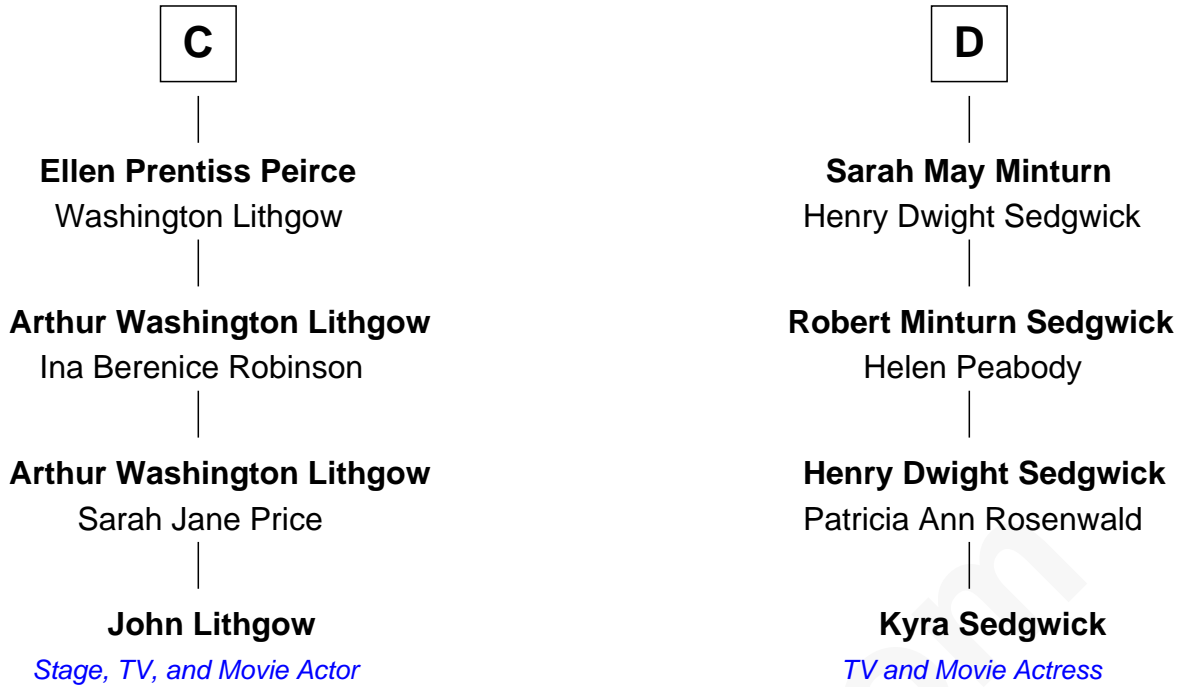 C
Ellen Prentiss Peirce
Washington Lithgow
Arthur Washington Lithgow
Ina Berenice Robinson
Arthur Washington Lithgow
Sarah Jane Price
John Lithgow
Stage, TV, and Movie Actor
D
Sarah May Minturn
Henry Dwight Sedgwick
Robert Minturn Sedgwick
Helen Peabody
Henry Dwight Sedgwick
Patricia Ann Rosenwald
Kyra Sedgwick
TV and Movie Actress